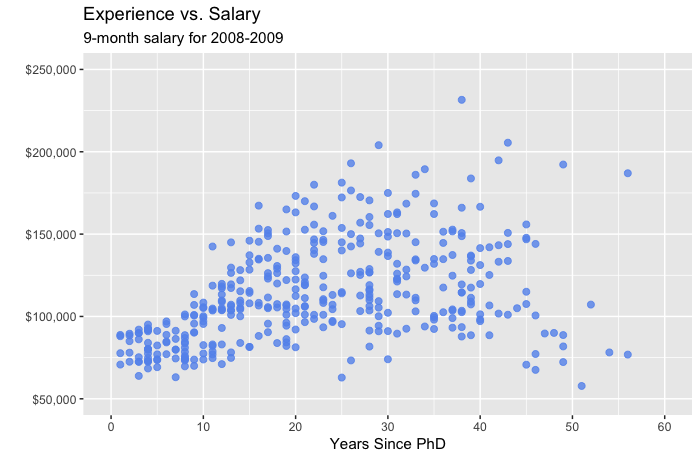 Experience vs. Salary
9-month salary for 2008-2009
$250,000
$200,000
$150,000
$100,000
$50,000
0 10 20 30 40 50 60
Years Since PhD